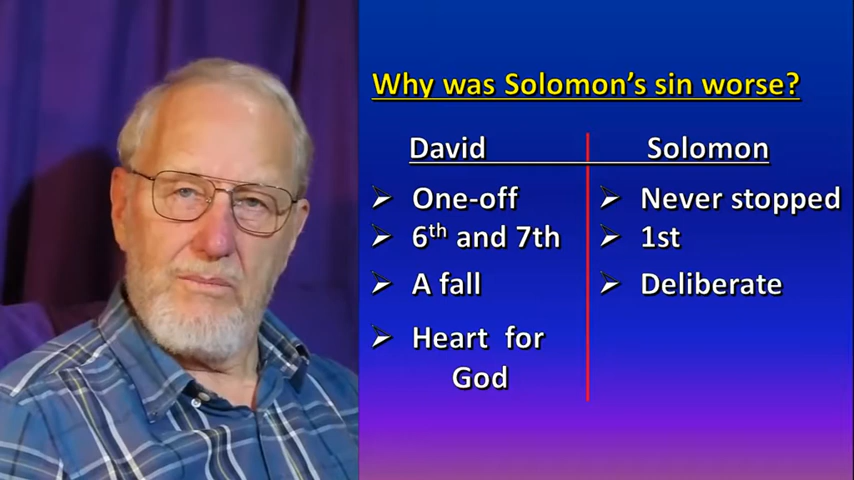 Why was Solomon's sin worse?
David Solomon
One-off Never stopped
6th and 7th 1st
A fall Deliberate
Heart for
God